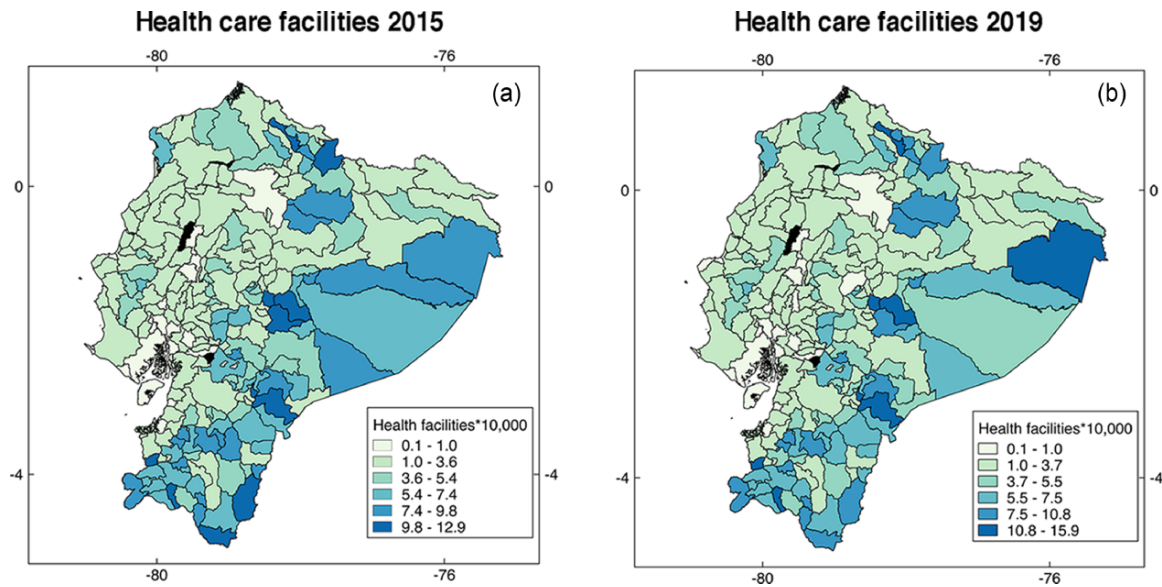 Health care facilities 2015
-80
-76
(a)
0
0
-4
-4
Health facilities*10,000
0.1 - 1.0
1.0 - 3.6
3.6 - 5.4
5.4 - 7.4
7.4 - 9.8
9.8 - 12.9
-80
-76
Health care facilities 2019
-80
-76
(b)
0
0
-4
-4
Health facilities*10,000
0.1 - 1.0
1.0 - 3.7
3.7 - 5.5
5.5 - 7.5
7.5 - 10.8
10.8 - 15.9
-80
-76